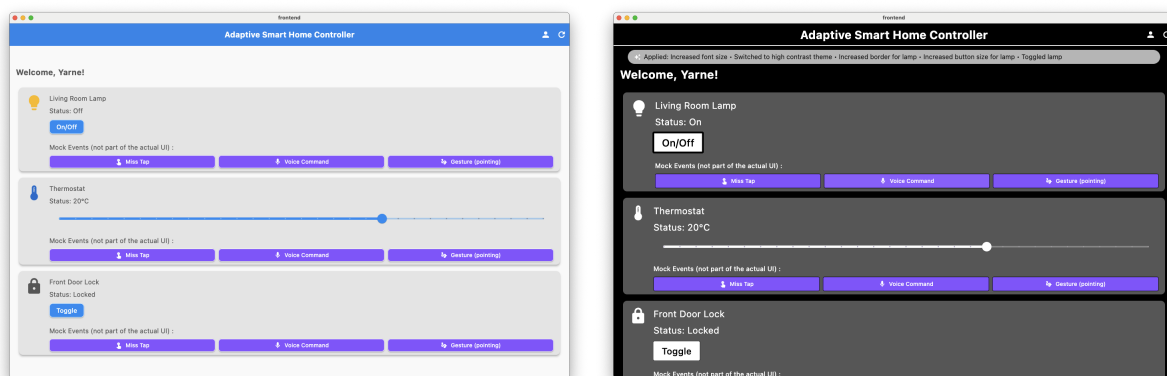 frontend
Adaptive Smart Home Controller
Welcome, Yarne!
Living Room Lamp
Status: Off
On/Off
Mock Events (not part of the actual UI) :
Miss Tap Voice Command Gesture (pointing)
Thermostat
Status: 20°C
Mock Events (not part of the actual UI) :
Miss Tap Voice Command Gesture (pointing)
Front Door Lock
Status: Locked
Toggle
Mock Events (not part of the actual UI) :
Miss Tap Voice Command Gesture (pointing)
frontend
Adaptive Smart Home Controller
Applied: Increased font size • Switched to high contrast theme • Increased border for lamp • Increased button size for lamp • Toggled lamp
Welcome, Yarne!
Living Room Lamp
Status: On
On/Off
Mock Events (not part of the actual UI) :
Miss Tap Voice Command Gesture (pointing)
Thermostat
Status: 20°C
Mock Events (not part of the actual UI) :
Miss Tap Voice Command Gesture (pointing)
Front Door Lock
Status: Locked
Toggle
Mock Events (not part of the actual UI) :